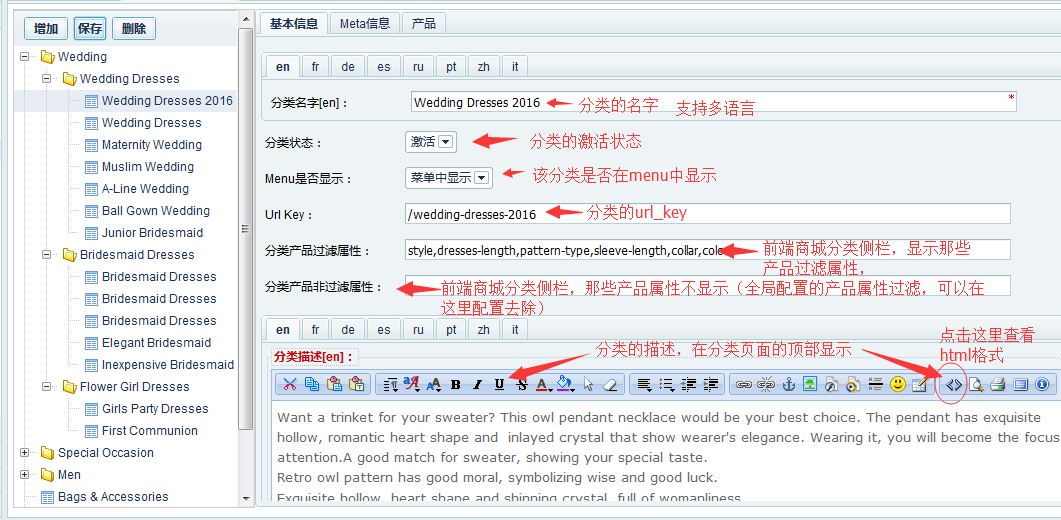 增加 保存 删除
Wedding
Wedding Dresses
Wedding Dresses 2016
Wedding Dresses
Maternity Wedding
Muslim Wedding
A-Line Wedding
Ball Gown Wedding
Junior Bridesmaid
Bridesmaid Dresses
Bridesmaid Dresses
Bridesmaid Dresses
Bridesmaid Dresses
Elegant Bridesmaid
Inexpensive Bridesmaid
Flower Girl Dresses
Girls Party Dresses
First Communion
Special Occasion
Men
Bags & Accessories
基本信息 Meta信息 产品
en fr de es ru pt zh it
分类名字[en]： Wedding Dresses 2016 分类的名字 支持多语言 *
分类状态： 激活 分类的激活状态
Menu是否显示： 菜单中显示 该分类是否在menu中显示
Url Key： /wedding-dresses-2016 分类的url_key
分类产品过滤属性： style,dresses-length,pattern-type,sleeve-length,collar,colo 前端商城分类侧栏，显示那些
产品过滤属性，
分类产品非过滤属性： 前端商城分类侧栏，那些产品属性不显示（全局配置的产品属性过滤，可以在
这里配置去除）
en fr de es ru pt zh it
点击这里查看
html格式
分类描述[en]： 分类的描述，在分类页面的顶部显示
Want a trinket for your sweater? This owl pendant necklace would be your best choice. The pendant has exquisite
hollow, romantic heart shape and inlayed crystal that show wearer's elegance. Wearing it, you will become the focus
attention.A good match for sweater, showing your special taste.
Retro owl pattern has good moral, symbolizing wise and good luck.
Exquisite hollow, heart shape and shipping crystal, full of womanliness